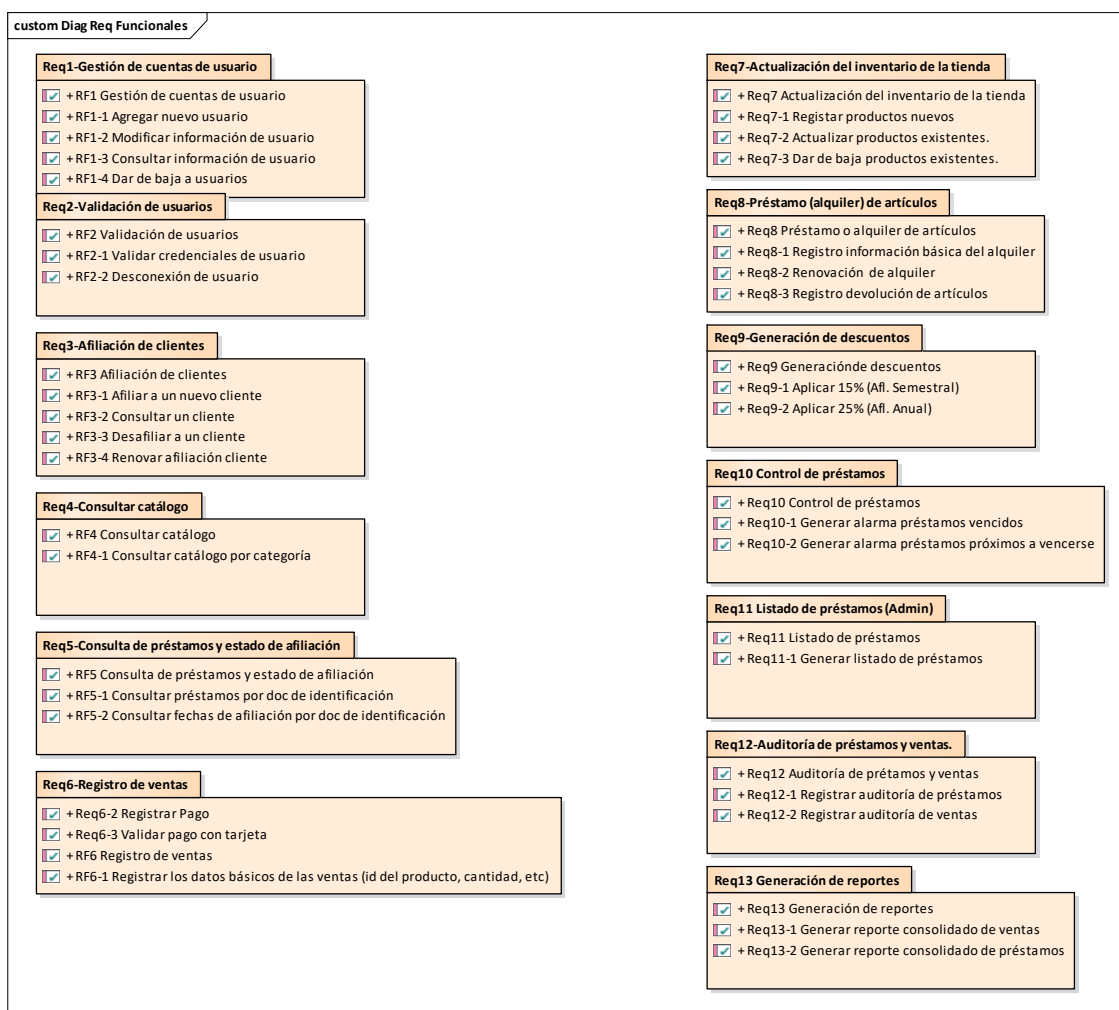 custom Diag Req Funcionales
Req1-Gestión de cuentas de usuario
+RF1 Gestión de cuentas de usuario
+RF1-1 Agregar nuevo usuario
+RF1-2 Modificar información de usuario
+RF1-3 Consultar información de usuario
+RF1-4 Dar de baja a usuarios
Req2-Validación de usuarios
+RF2 Validación de usuarios
+RF2-1 Validar credenciales de usuario
+RF2-2 Desconexión de usuario
Req3-Afiliación de clientes
+RF3 Afiliación de clientes
+RF3-1 Afiliar a un nuevo cliente
+RF3-2 Consultar un cliente
+RF3-3 Desafiliar a un cliente
+RF3-4 Renovar afiliación cliente
Req4-Consultar catálogo
+RF4 Consultar catálogo
+RF4-1 Consultar catálogo por categoría
Req5-Consulta de préstamos y estado de afiliación
+RF5 Consulta de préstamos y estado de afiliación
+RF5-1 Consultar préstamos por doc de identificación
+RF5-2 Consultar fechas de afiliación por doc de identificación
Req6-Registro de ventas
+Req6-2 Registrar Pago
+Req6-3 Validar pago con tarjeta
+RF6 Registro de ventas
+RF6-1 Registrar los datos básicos de las ventas (id del producto, cantidad, etc)
Req7-Actualización del inventario de la tienda
+Req7 Actualización del inventario de la tienda
+Req7-1 Registar productos nuevos
+Req7-2 Actualizar productos existentes.
+Req7-3 Dar de baja productos existentes.
Req8-Préstamo (alquiler) de artículos
+Req8 Préstamo o alquiler de artículos
+Req8-1 Registro información básica del alquiler
+Req8-2 Renovación de alquiler
+Req8-3 Registro devolución de artículos
Req9-Generación de descuentos
+Req9 Generaciónde descuentos
+Req9-1 Aplicar 15% (Afl. Semestral)
+Req9-2 Aplicar 25% (Afl. Anual)
Req10 Control de préstamos
+Req10 Control de préstamos
+Req10-1 Generar alarma préstamos vencidos
+Req10-2 Generar alarma préstamos próximos a vencerse
Req11 Listado de préstamos (Admin)
+Req11 Listado de préstamos
+Req11-1 Generar listado de préstamos
Req12-Auditoría de préstamos y ventas.
+Req12 Auditoría de prétamos y ventas
+Req12-1 Registrar auditoría de préstamos
+Req12-2 Registrar auditoría de ventas
Req13 Generación de reportes
+Req13 Generación de reportes
+Req13-1 Generar reporte consolidado de ventas
+Req13-2 Generar reporte consolidado de préstamos